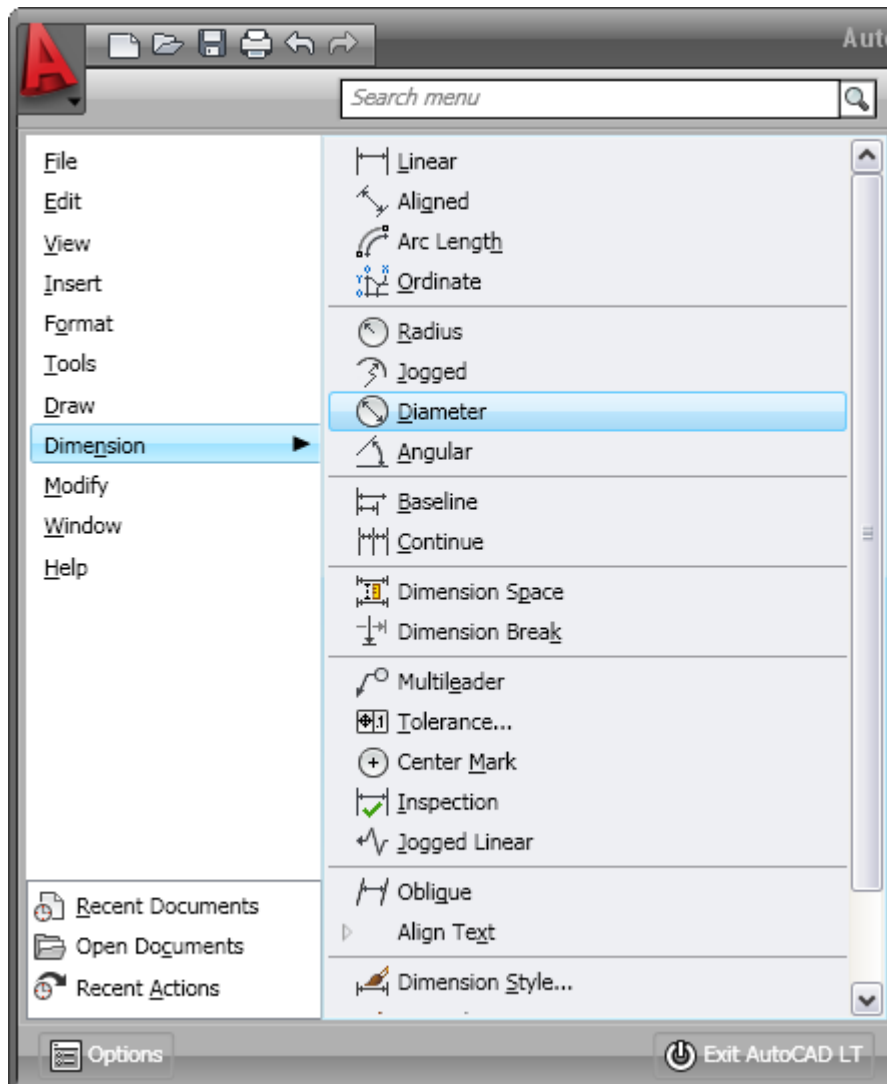 Aut
Search menu
File
Edit
View
Insert
Format
Tools
Draw
Dimension
Modify
Window
Help
Linear
Aligned
Arc Length
Ordinate
Radius
Jogged
Diameter
Angular
Baseline
Continue
Dimension Space
Dimension Break
Multileader
Tolerance...
Center Mark
Inspection
Jogged Linear
Oblique
Align Text
Dimension Style...
Recent Documents
Open Documents
Recent Actions
Options
Exit AutoCAD LT